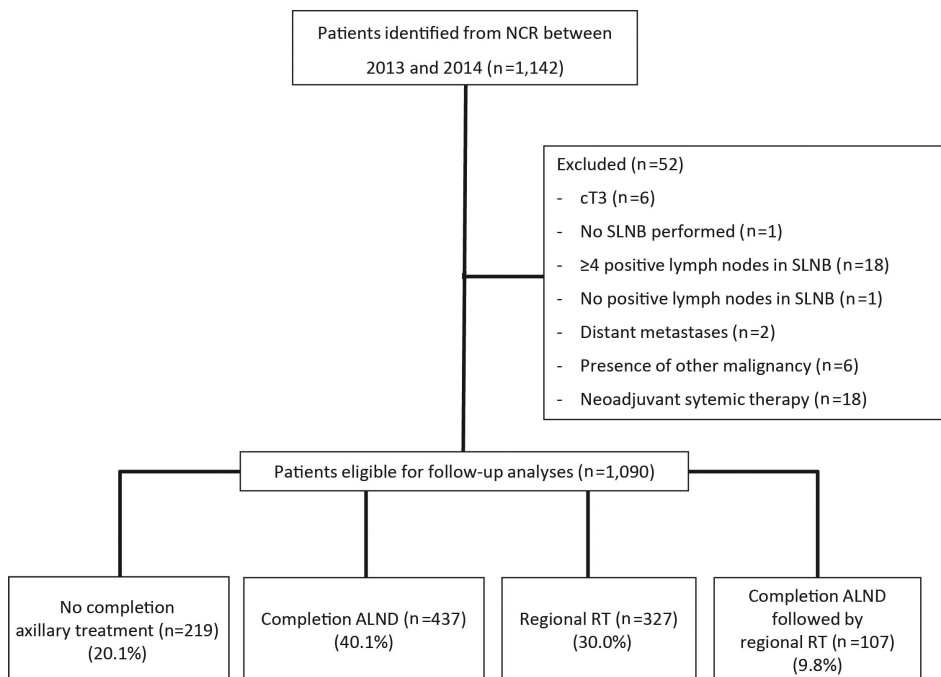 Patients identified from NCR between
2013 and 2014 (n=1,142)
Excluded (n=52)
- cT3 (n=6)
- No SLNB performed (n=1)
- ≥4 positive lymph nodes in SLNB (n=18)
- No positive lymph nodes in SLNB (n=1)
- Distant metastases (n=2)
- Presence of other malignancy (n=6)
- Neoadjuvant sytemic therapy (n=18)
Patients eligible for follow-up analyses (n=1,090)
No completion
axillary treatment (n=219)
(20.1%)
Completion ALND (n=437)
(40.1%)
Regional RT (n=327)
(30.0%)
Completion ALND
followed by
regional RT (n=107)
(9.8%)